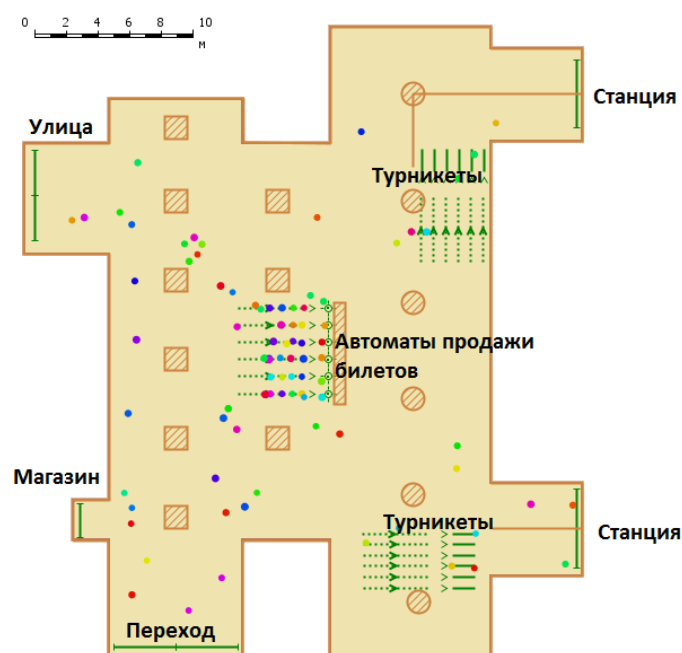 0 2 4 6 8 10
м
Станция
Улица
Турникеты
Автоматы продажи
билетов
Магазин
Турникеты
Станция
Переход